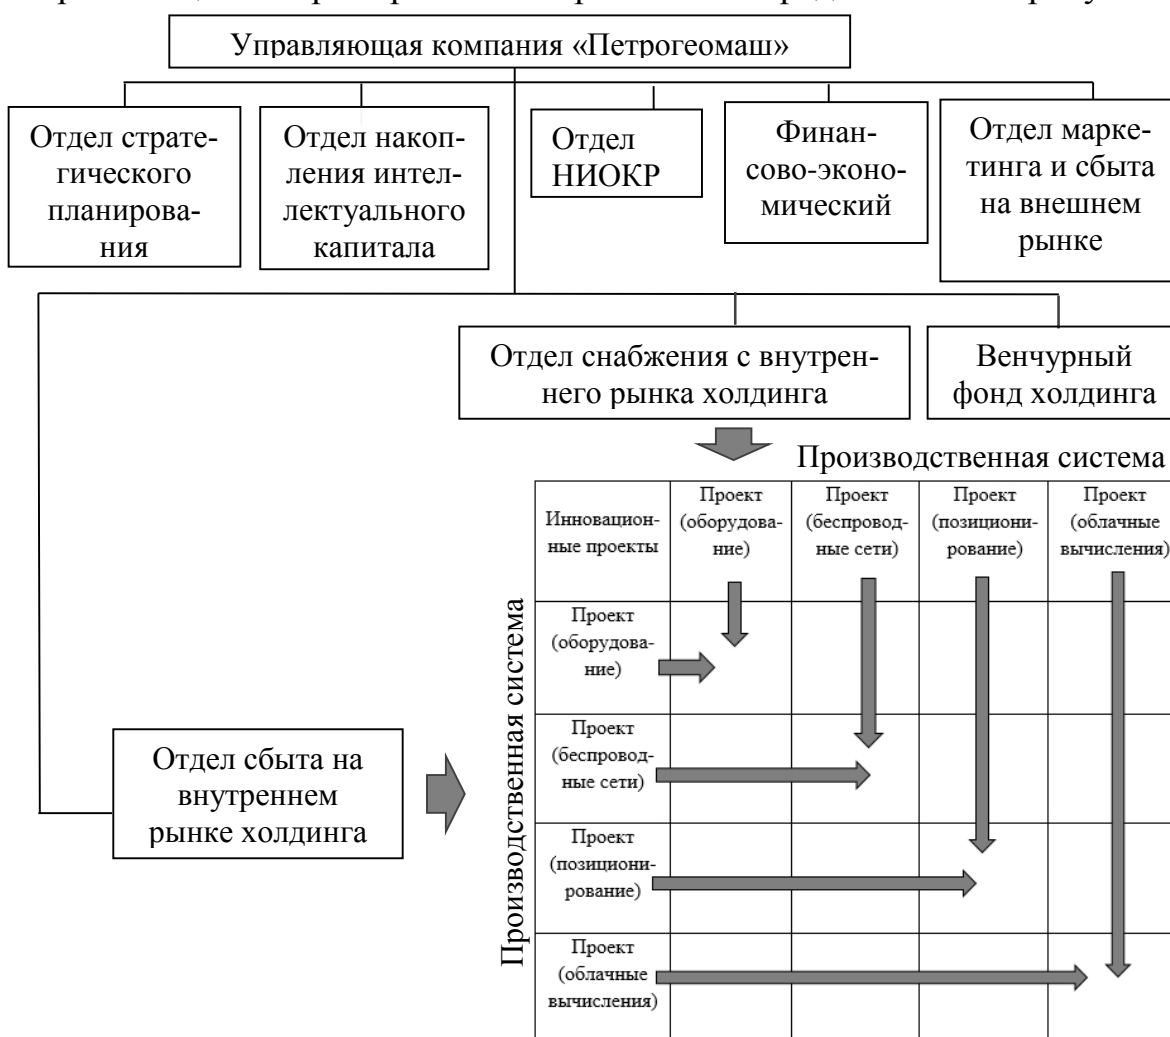 Управляющая компания «Петрогеомаш»
Отдел страте-
гического
планирова-
ния
Отдел накоп-
ления интел-
лектуального
капитала
Отдел
НИОКР
Финан-
сово-эконо-
мический
Отдел марке-
тинга и сбыта
на внешнем
рынке
Отдел снабжения с внутрен-
него рынка холдинга
Венчурный
фонд холдинга
Производственная система
Инновацион-
ные проекты
Проект
(оборудова-
ние)
Проект
(беспровод-
ные сети)
Проект
(позициони-
рование)
Проект
(облачные
вычисления)
Производственная система
Проект
(оборудова-
ние)
Проект
(беспровод-
ные сети)
Проект
(позициони-
рование)
Проект
(облачные
вычисления)
Отдел сбыта на
внутреннем
рынке холдинга